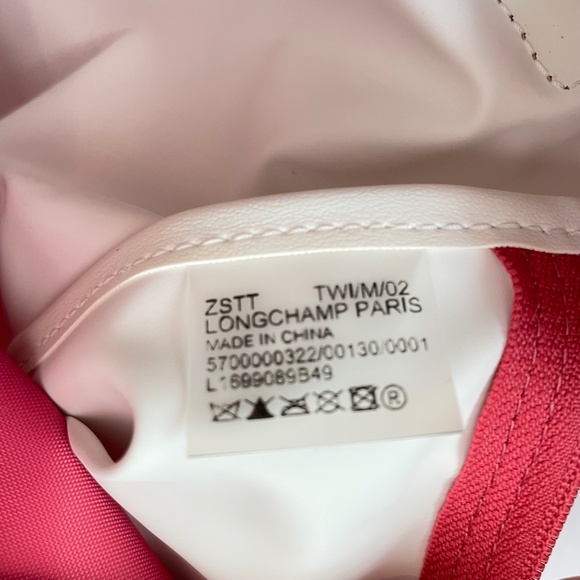 ZSTT TWI/M/02
LONGCHAMP PARIS
MADE IN CHINA
5700000322/00130/0001
L1699089B49
®